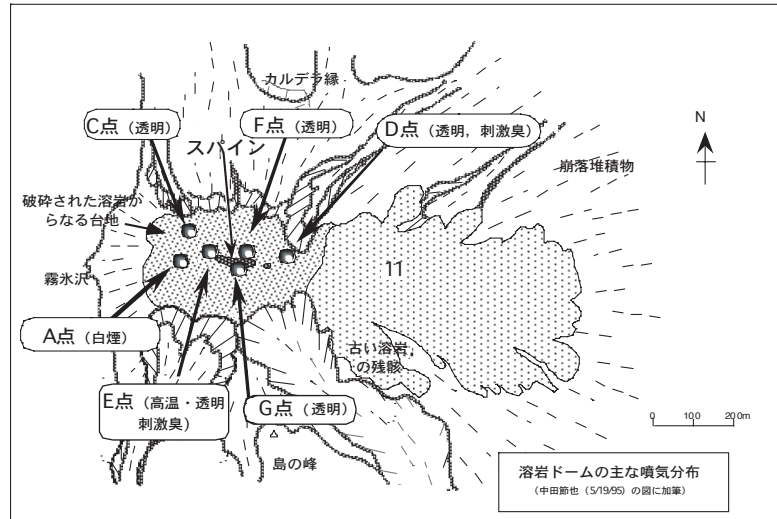 カルデラ縁
N
C点（透明）
F点（透明）
D点（透明，刺激臭）
スパイン
崩落堆積物
破砕された溶岩か
らなる台地
霧氷沢
11
A点（白煙）
古い溶岩
の残骸
E点（高温・透明
刺激臭）
G点（透明）
島の峰
0 100 200m
溶岩ドームの主な噴気分布
（中田節也（5/19/95）の図に加筆）